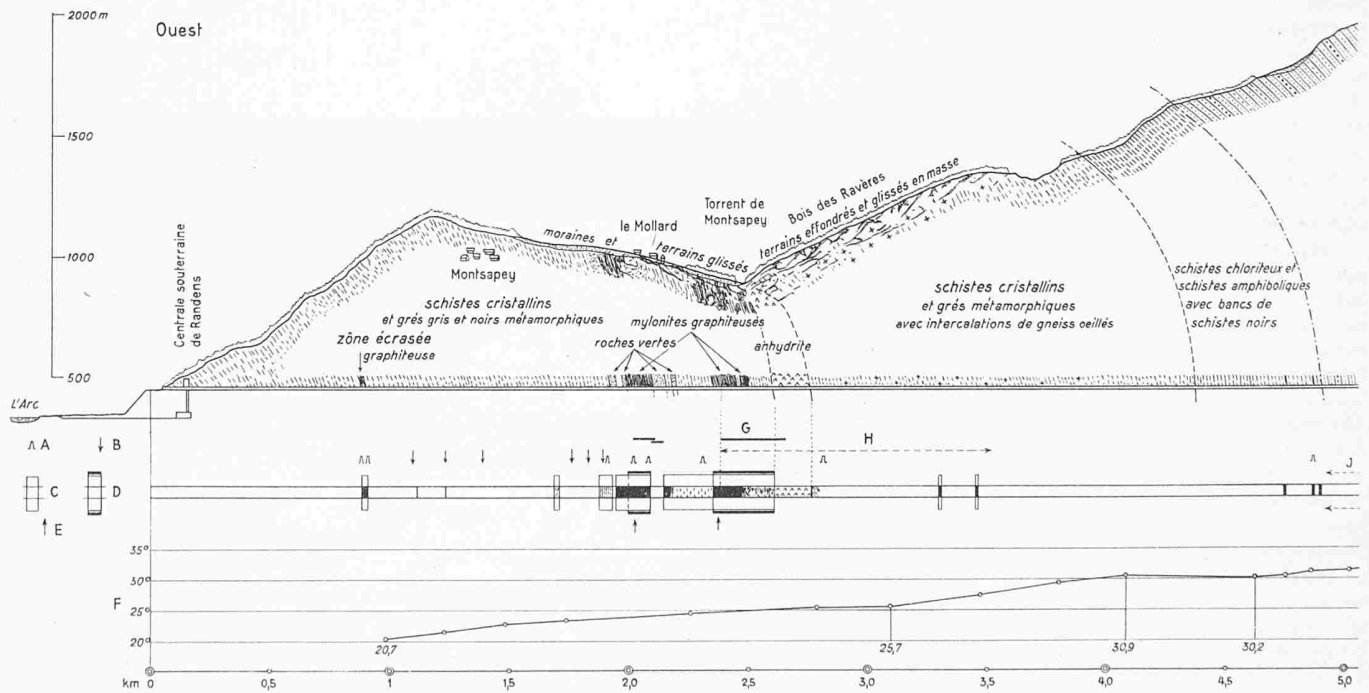 2000 m
Ouest
1500
1000
500
Centrale souterraine
de Randens
L'Arc
Montsapey
moraines et
terrains glissés
le Mollard
Torrent de
Montsapey
Bois des Ravères
terrains effondrés et glissés en masse
schistes cristallins
et grés gris et noirs métamorphiques
zône écrasée
graphiteuse
mylonites graphiteuses
roches vertes
anhydrite
schistes cristallins
et grés métamorphiques
avec intercalations de gneiss oeillés
schistes chloriteux et
schistes amphiboliques
avec bancs de
schistes noirs
A
B
C
D
E
G
H
J
F
35°
30°
25°
20°
20,7
25,7
30,9
30,2
km 0 0,5 1 1,5 2,0 2,5 3,0 3,5 4,0 4,5 5,0